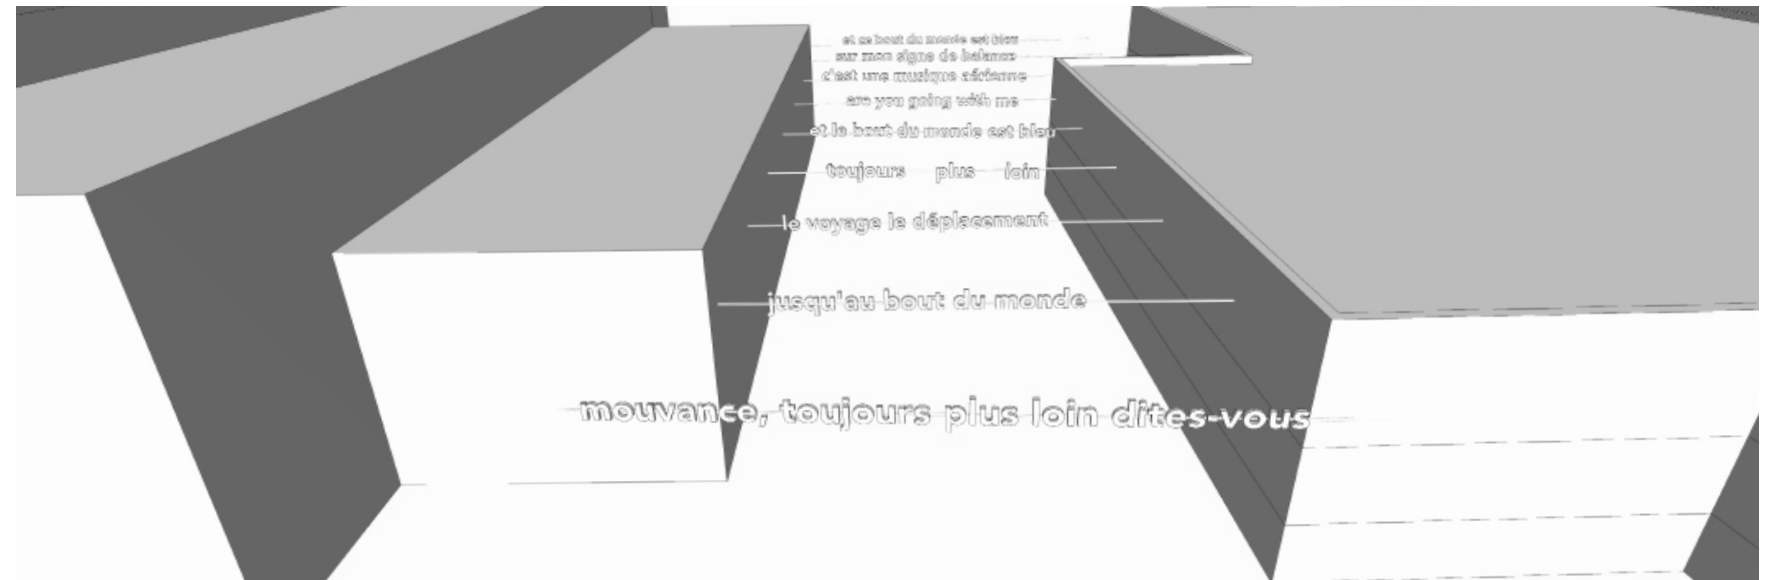 et ce bout du monde est bleu
sur mon signe de balance
c'est une musique aérienne
are you going with me
et le bout du monde est bleu
toujours plus loin
le voyage le déplacement
jusqu'au bout du monde
mouvance, toujours plus loin dites-vous